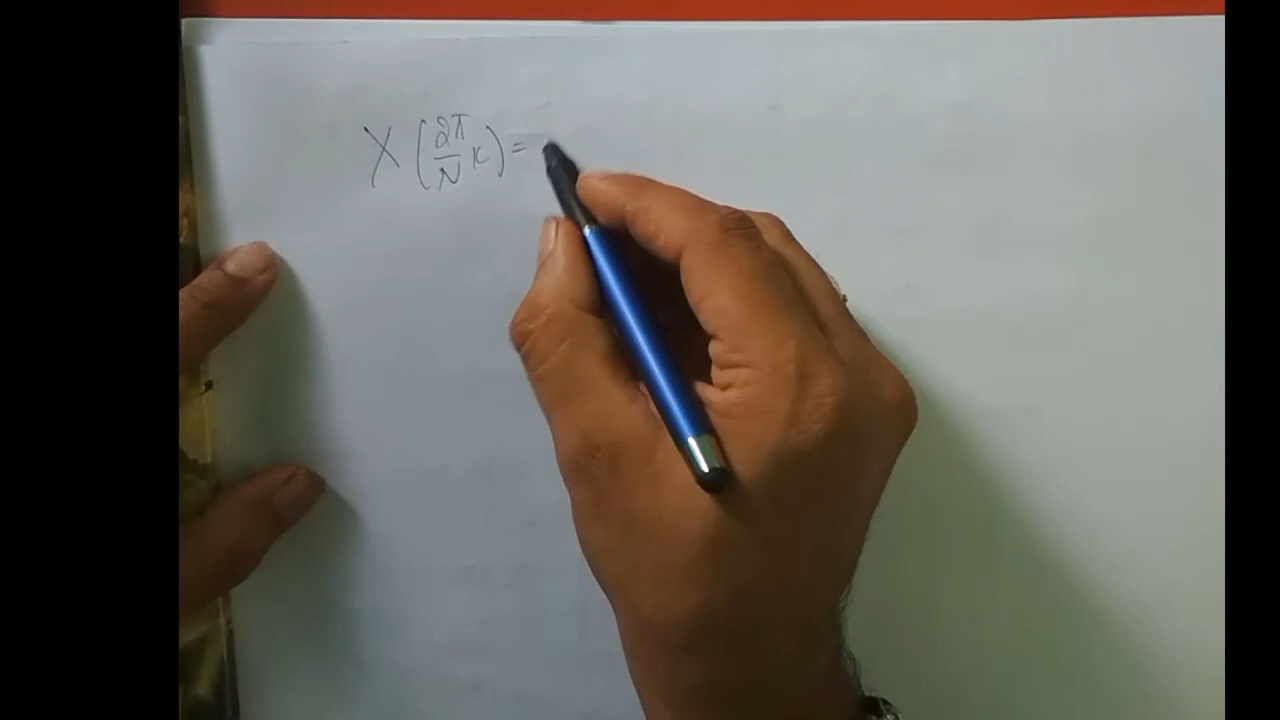 X(2π/N k) =